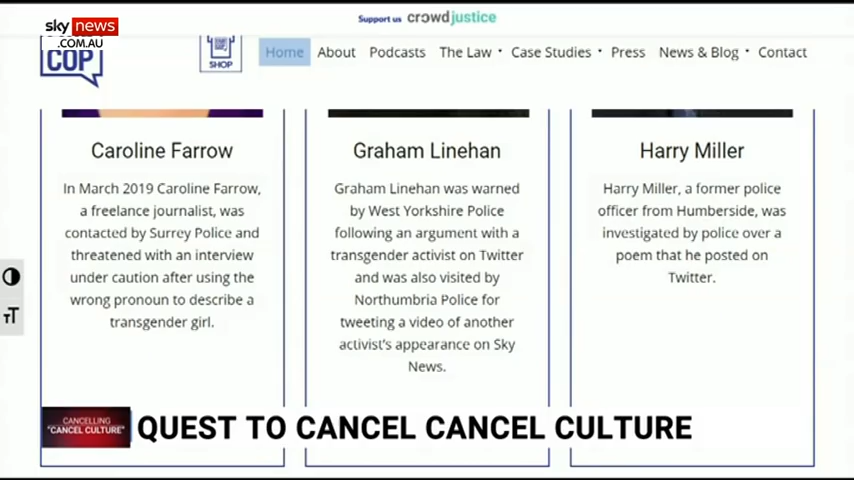 Support us crowdjustice
sky news
.COM.AU
COP
SHOP
Home About Podcasts The Law Case Studies Press News & Blog Contact
Caroline Farrow
In March 2019 Caroline Farrow,
a freelance journalist, was
contacted by Surrey Police and
threatened with an interview
under caution after using the
wrong pronoun to describe a
transgender girl.
Graham Linehan
Graham Linehan was warned
by West Yorkshire Police
following an argument with a
transgender activist on Twitter
and was also visited by
Northumbria Police for
tweeting a video of another
activist's appearance on Sky
News.
Harry Miller
Harry Miller, a former police
officer from Humberside, was
investigated by police over a
poem that he posted on
Twitter.
TT
CANCELLING
"CANCEL CULTURE"
QUEST TO CANCEL CANCEL CULTURE